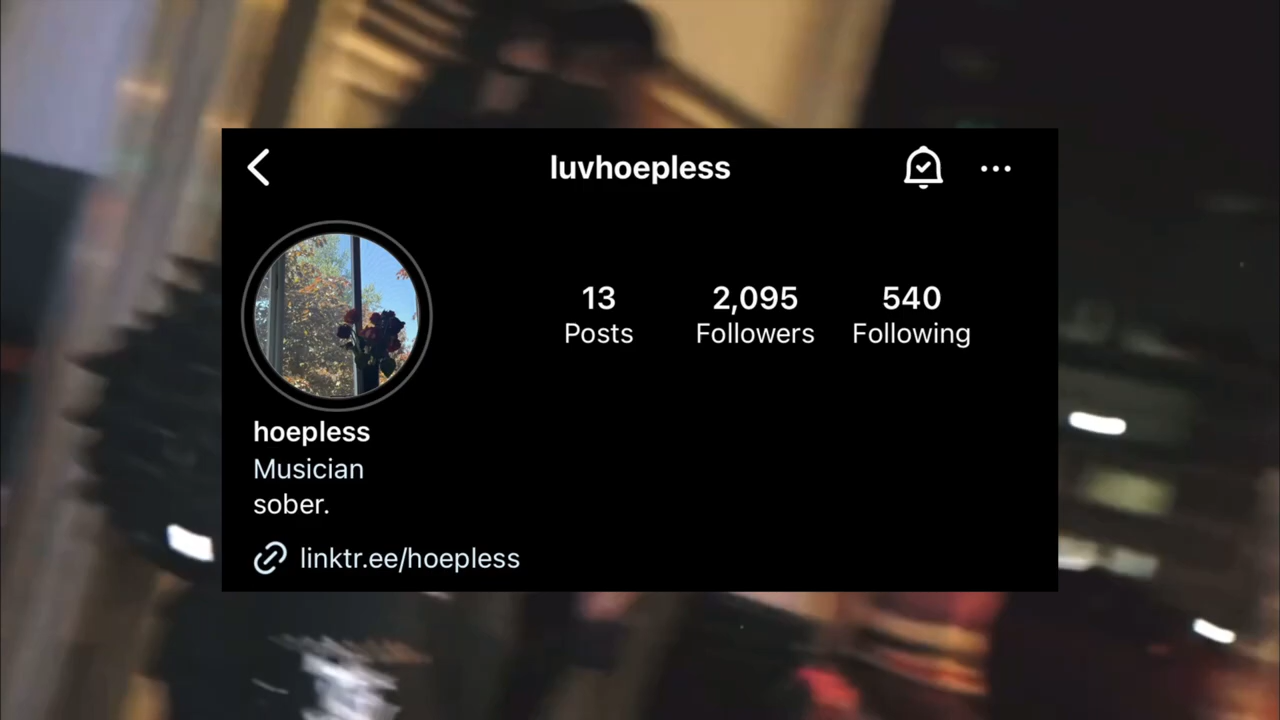 luvhoepless
13 2,095 540
Posts Followers Following
hoepless
Musician
sober.
linktr.ee/hoepless